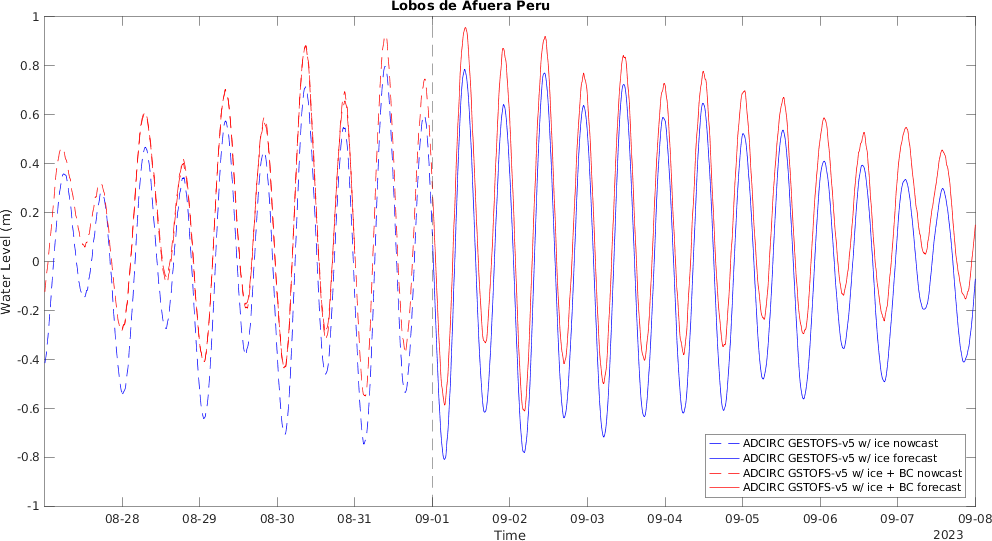 Lobos de Afuera Peru
1
0.8
0.6
0.4
0.2
0
-0.2
-0.4
-0.6
-0.8
-1
Water Level (m)
08-28 08-29 08-30 08-31 09-01 09-02 09-03 09-04 09-05 09-06 09-07 09-08
Time
2023
ADCIRC GESTOFS-v5 w/ ice nowcast
ADCIRC GESTOFS-v5 w/ ice forecast
ADCIRC GSTOFS-v5 w/ ice + BC nowcast
ADCIRC GSTOFS-v5 w/ ice + BC forecast